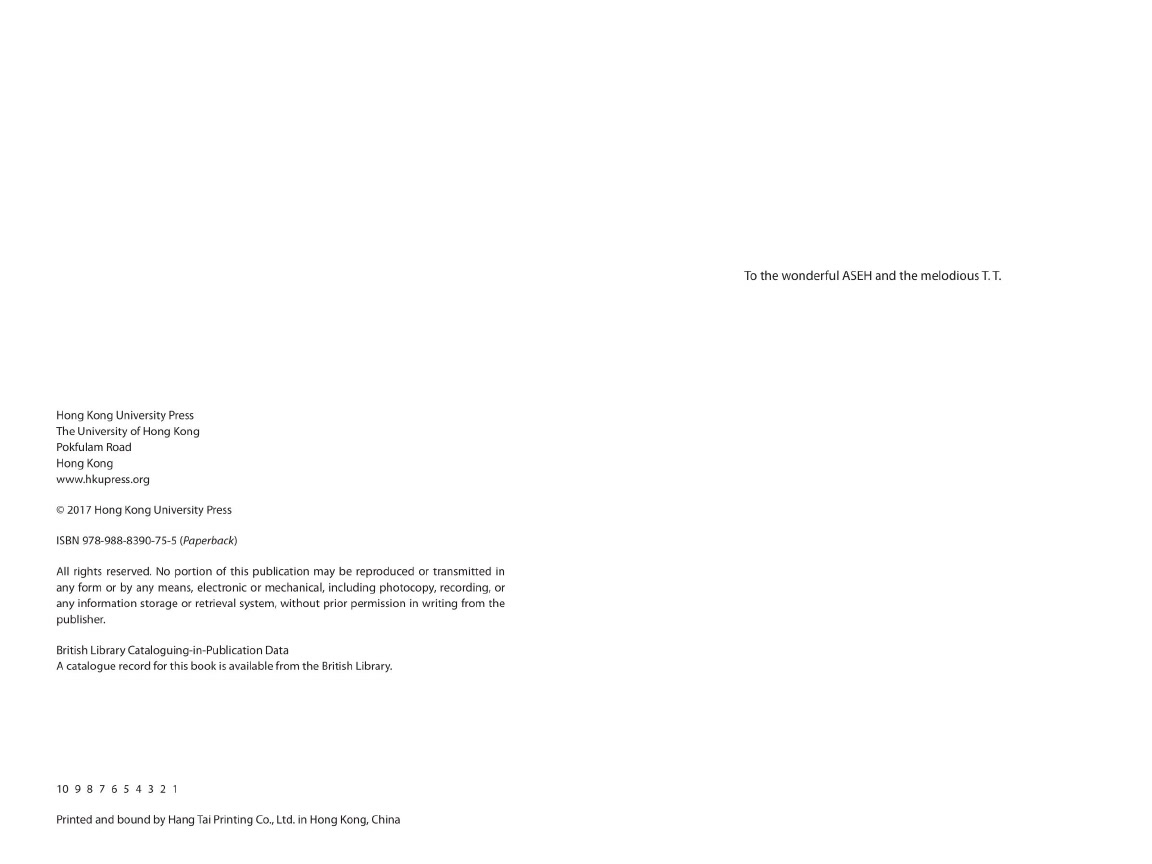 Hong Kong University Press
The University of Hong Kong
Pokfulam Road
Hong Kong
www.hkupress.org
© 2017 Hong Kong University Press
ISBN 978-988-8390-75-5 (Paperback)
All rights reserved. No portion of this publication may be reproduced or transmitted in
any form or by any means, electronic or mechanical, including photocopy, recording, or
any information storage or retrieval system, without prior permission in writing from the
publisher.
British Library Cataloguing-in-Publication Data
A catalogue record for this book is available from the British Library.
10 9 8 7 6 5 4 3 2 1
Printed and bound by Hang Tai Printing Co., Ltd. in Hong Kong, China
To the wonderful ASEH and the melodious T. T.